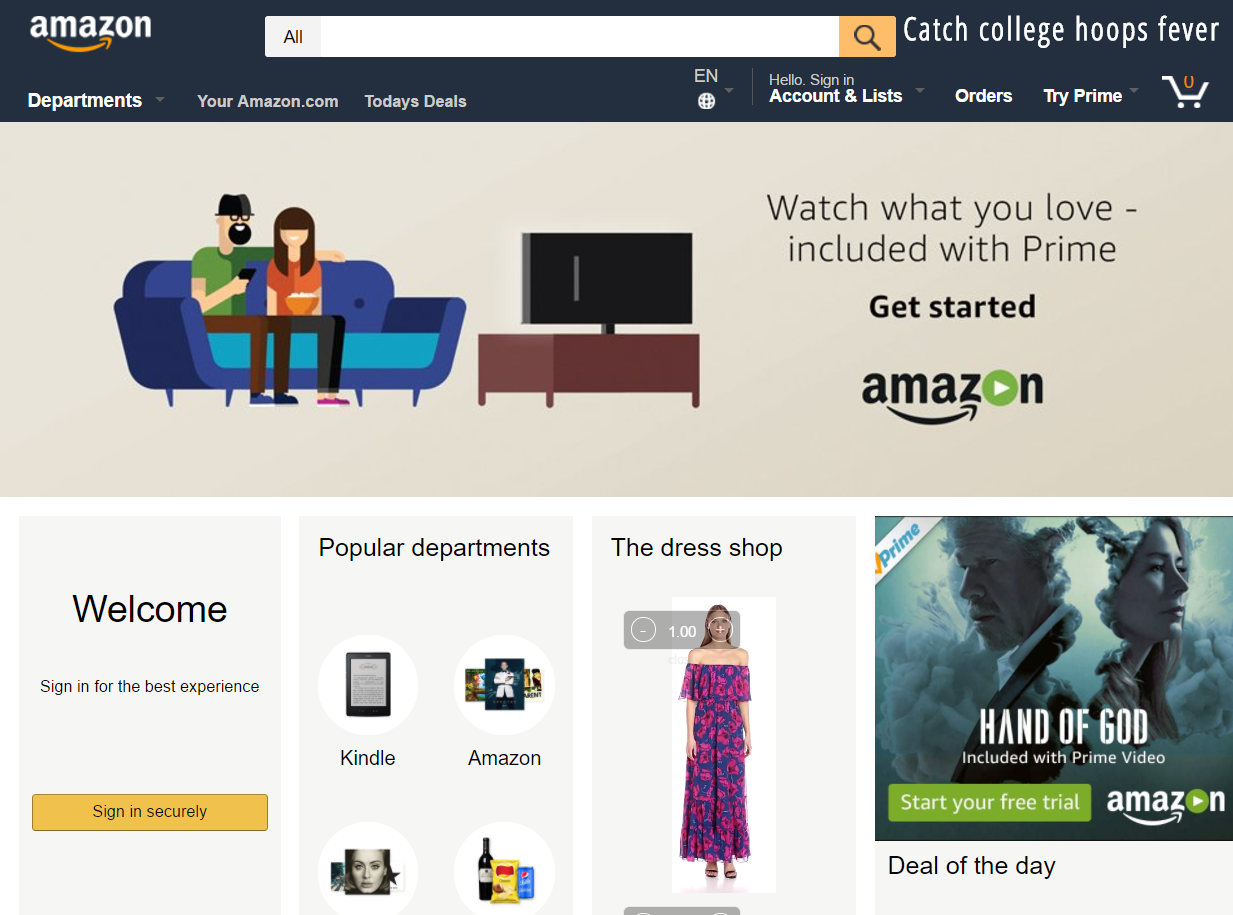 amazon
All
Catch college hoops fever
Departments
Your Amazon.com
Todays Deals
EN
Hello. Sign in
Account & Lists
Orders
Try Prime
0
Watch what you love -
included with Prime
Get started
amazon
Welcome
Sign in for the best experience
Sign in securely
Popular departments
Kindle
Amazon
The dress shop
- 1.00 +
Prime
HAND OF GOD
Included with Prime Video
Start your free trial
amazon
Deal of the day